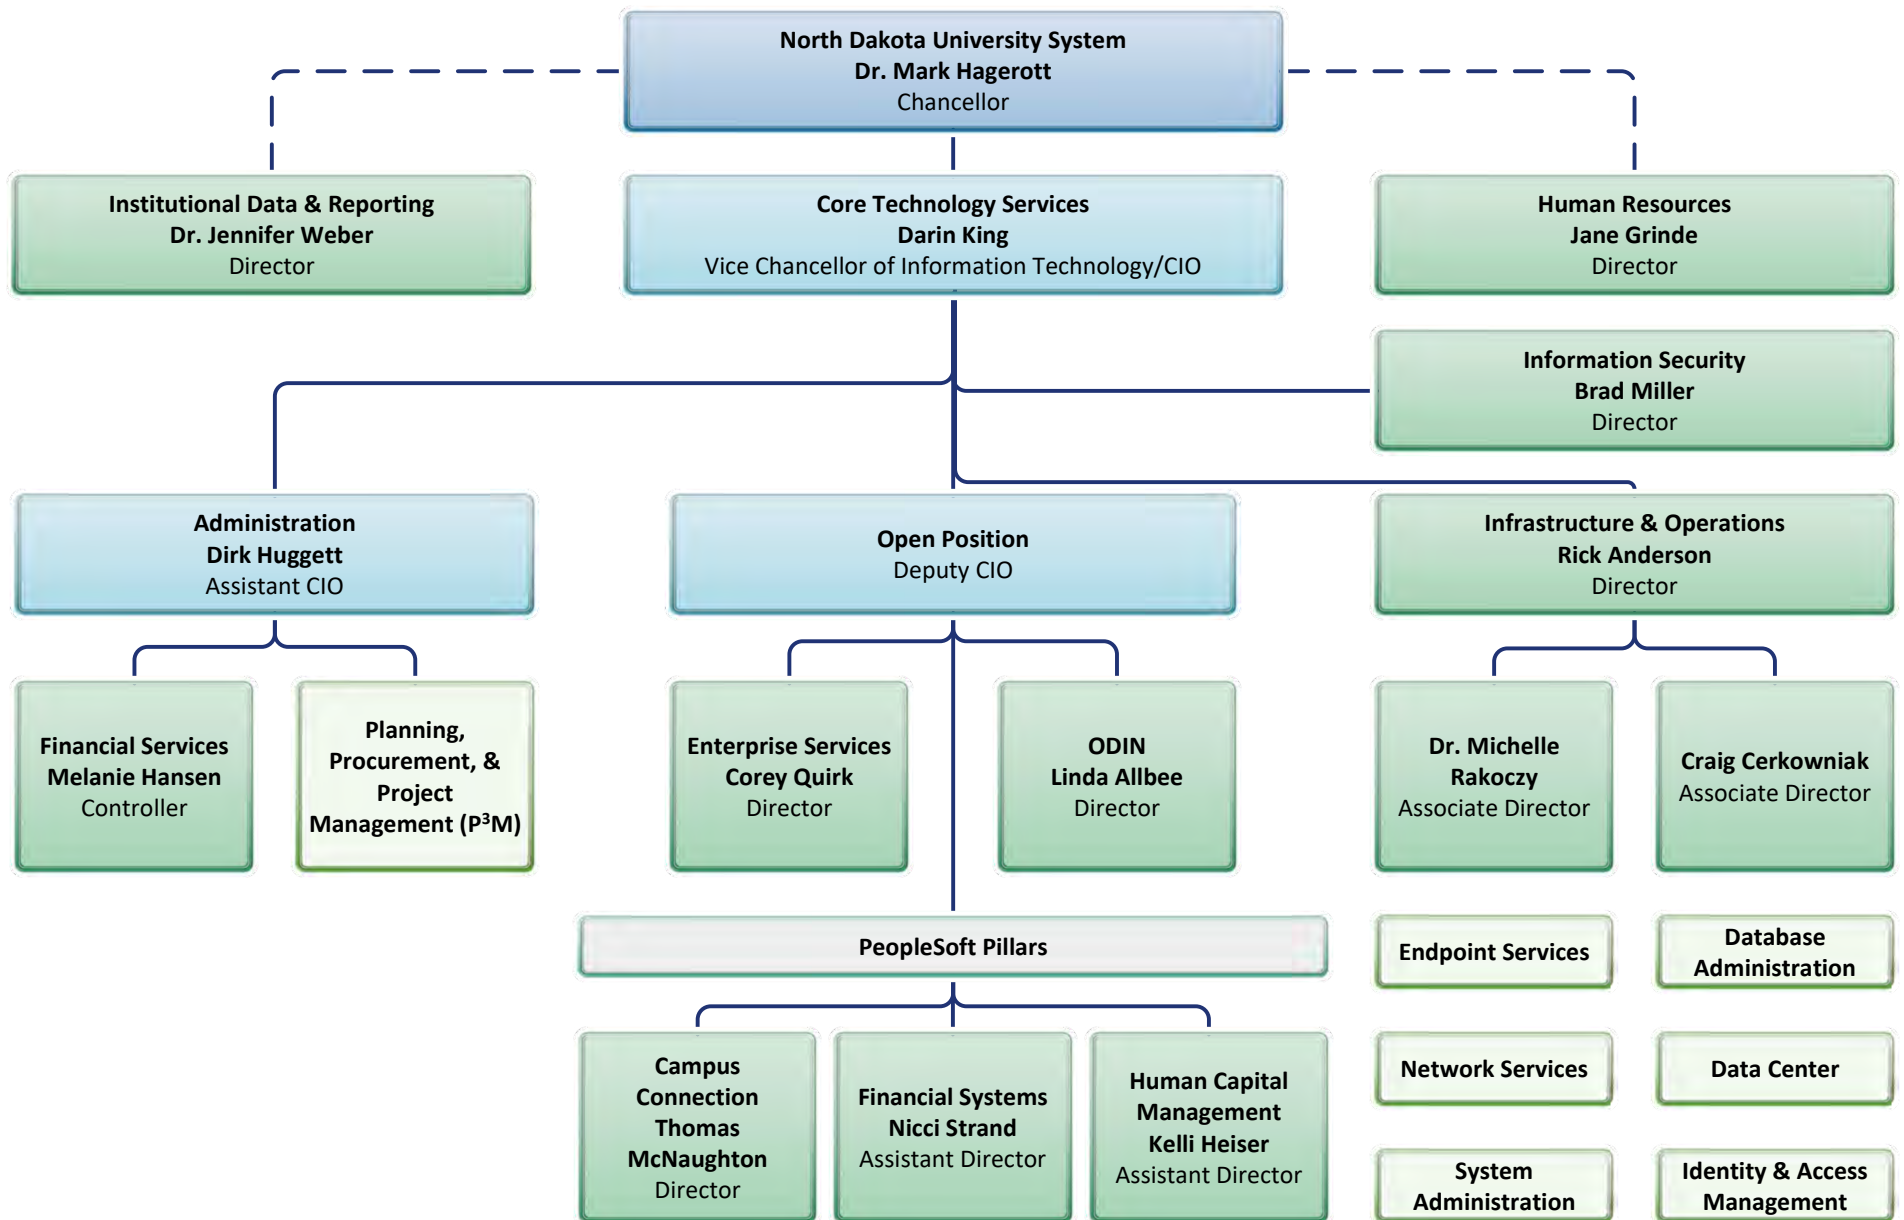 North Dakota University System
Dr. Mark Hagerott
Chancellor
Institutional Data & Reporting
Dr. Jennifer Weber
Director
Core Technology Services
Darin King
Vice Chancellor of Information Technology/CIO
Human Resources
Jane Grinde
Director
Information Security
Brad Miller
Director
Administration
Dirk Huggett
Assistant CIO
Open Position
Deputy CIO
Infrastructure & Operations
Rick Anderson
Director
Financial Services
Melanie Hansen
Controller
Planning,
Procurement, &
Project
Management (P³M)
Enterprise Services
Corey Quirk
Director
ODIN
Linda Allbee
Director
Dr. Michelle
Rakoczy
Associate Director
Craig Cerkowniak
Associate Director
PeopleSoft Pillars
Campus
Connection
Thomas
McNaughton
Director
Financial Systems
Nicci Strand
Assistant Director
Human Capital
Management
Kelli Heiser
Assistant Director
Endpoint Services
Database
Administration
Network Services
Data Center
System
Administration
Identity & Access
Management